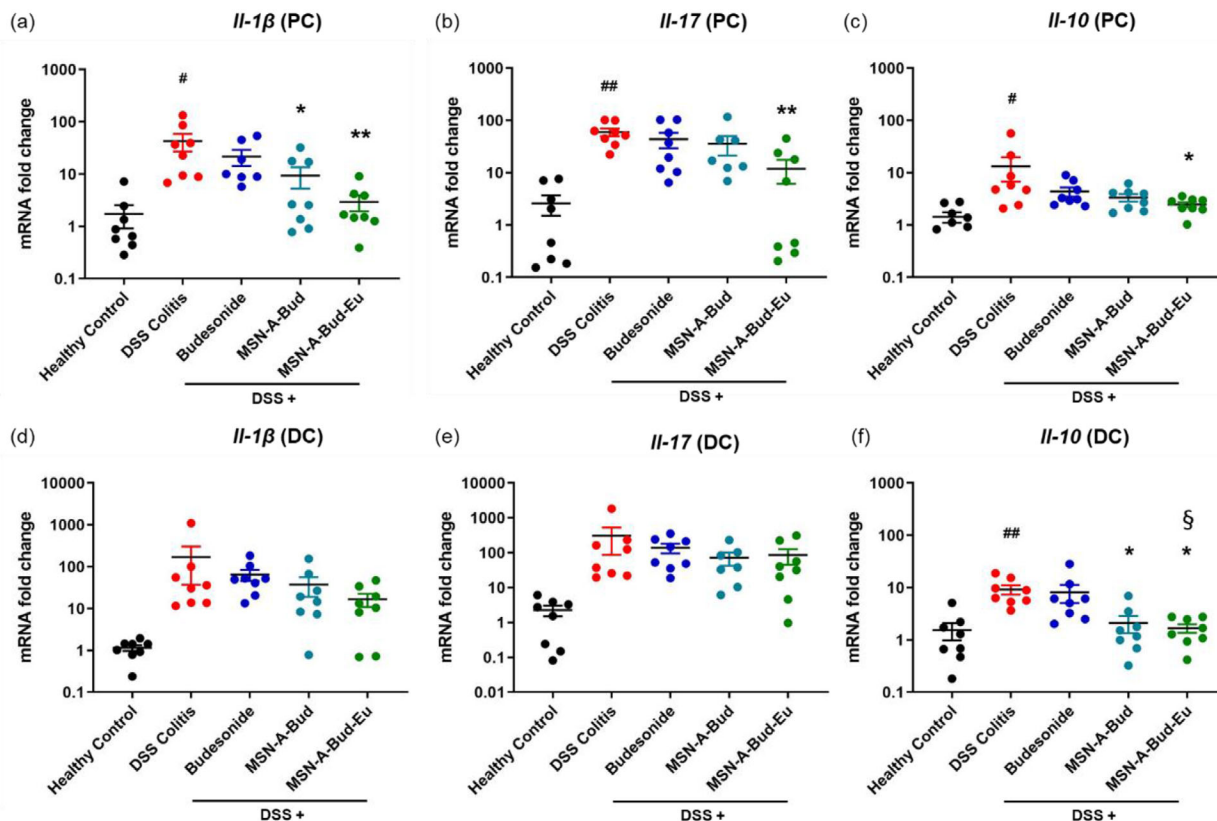 (a)
Il-1β (PC)
mRNA fold change
1000
100
10
1
0.1
#
*
**
Healthy Control
DSS Colitis
Budesonide
MSN-A-Bud
MSN-A-Bud-Eu
DSS +
(b)
Il-17 (PC)
mRNA fold change
1000
100
10
1
0.1
##
**
Healthy Control
DSS Colitis
Budesonide
MSN-A-Bud
MSN-A-Bud-Eu
DSS +
(c)
Il-10 (PC)
mRNA fold change
1000
100
10
1
0.1
#
*
Healthy Control
DSS Colitis
Budesonide
MSN-A-Bud
MSN-A-Bud-Eu
DSS +
(d)
Il-1β (DC)
mRNA fold change
10000
1000
100
10
1
0.1
Healthy Control
DSS Colitis
Budesonide
MSN-A-Bud
MSN-A-Bud-Eu
DSS +
(e)
Il-17 (DC)
mRNA fold change
10000
1000
100
10
1
0.1
0.01
Healthy Control
DSS Colitis
Budesonide
MSN-A-Bud
MSN-A-Bud-Eu
DSS +
(f)
Il-10 (DC)
mRNA fold change
1000
100
10
1
0.1
##
*
§
*
Healthy Control
DSS Colitis
Budesonide
MSN-A-Bud
MSN-A-Bud-Eu
DSS +